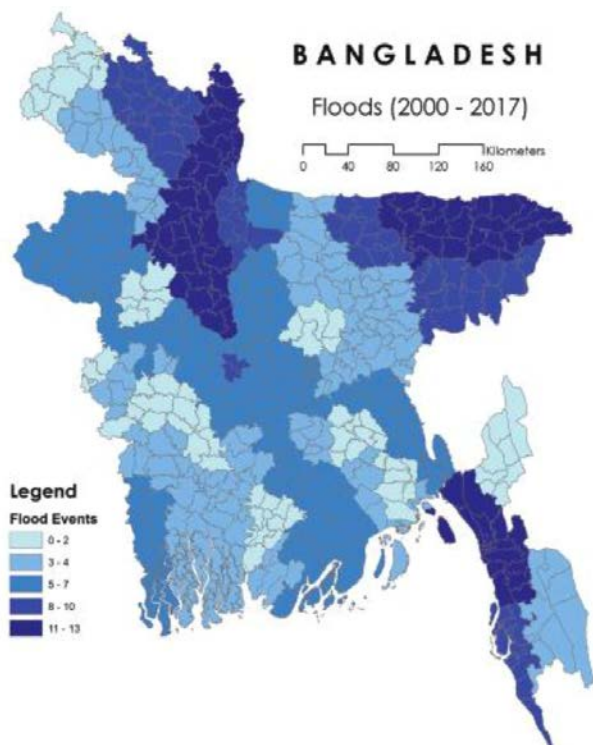 BANGLADESH
Floods (2000 - 2017)
Kilometers
0 40 80 120 160
Legend
Flood Events
0 - 2
3 - 4
5 - 7
8 - 10
11 - 13